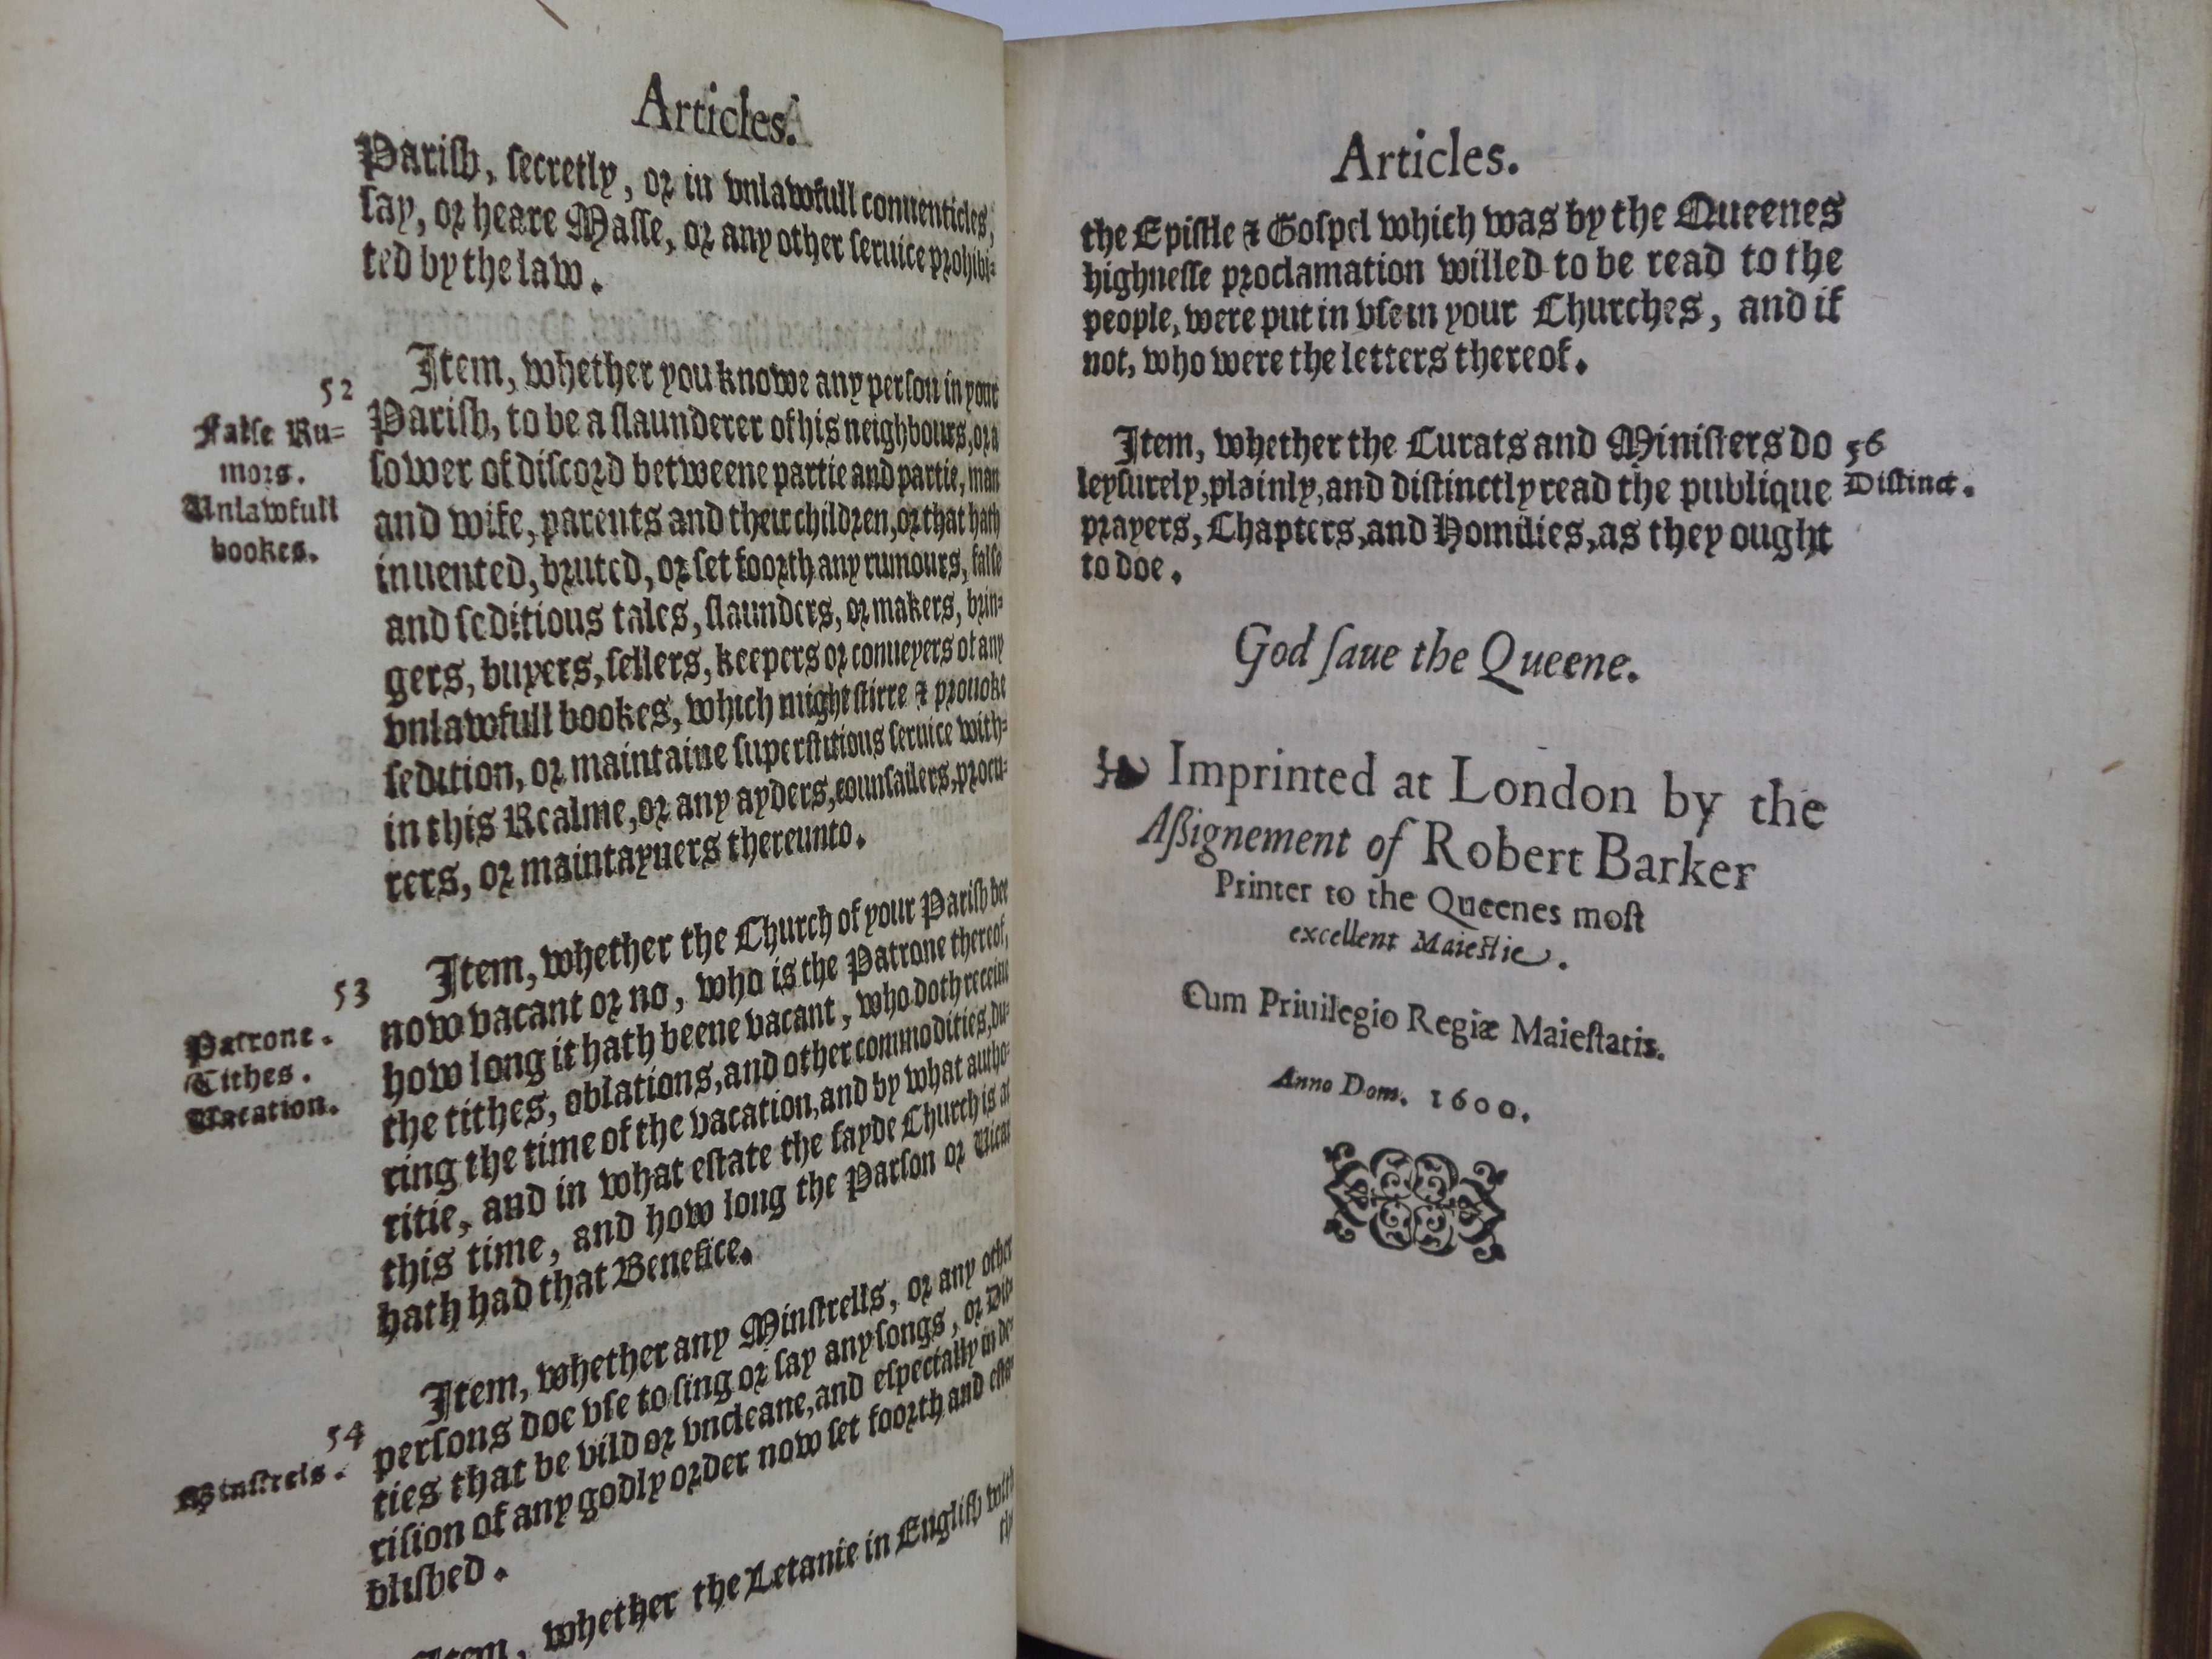 Articles.
Pariſh, ſecretly, or in vnlawfull conuenticles,
ſay, or heare Maſſe, or any other ſeruice prohibi-
ted by the law.
52
Falſe Ru-
mors.
Vnlawfull
bookes.
Item, whether you knowe any perſon in your
Pariſh, to be a ſlaunderer of his neighbours, or a
ſower of diſcord betweene partie and partie, man
and wife, parents and their children, or that hath
inuented, bruted, or ſet foorth any rumours, falſe
and ſeditious tales, ſlaunders, or makers, brin-
gers, buyers, ſellers, keepers or conueyers of any
vnlawfull bookes, which might ſtirre & prouoke
ſedition, or maintaine ſuperſtitious ſeruice with-
in this Realme, or any ayders, counſailers, procu-
rers, or maintayners thereunto.
53
Patrone.
Tithes.
Vacation.
Item, whether the Church of your Pariſh bee
now vacant or no, who is the Patrone thereof,
how long it hath beene vacant, who doth receiue
the tithes, oblations, and other commodities, du-
ring the time of the vacation, and by what autho-
ritie, and in what eſtate the ſayde Church is at
this time, and how long the Parſon or Vicar
hath had that Benefice.
54
Minſtrels.
Item, whether any Minſtrells, or any other
perſons doe vſe to ſing or ſay any ſongs, or Dit-
ties that be vild or vncleane, and eſpecially in de-
riſion of any godly order now ſet foorth and eſta-
bliſhed.
Item, whether the Letanie in Engliſh with
the
Articles.
the Epiſtle & Goſpel which was by the Queenes
highneſſe proclamation willed to be read to the
people, were put in vſe in your Churches, and if
not, who were the letters thereof.
Item, whether the Curats and Miniſters do
leyſurely, plainly, and diſtinctly read the publique
prayers, Chapters, and Homilies, as they ought
to doe.
56
Diſtinct.
God ſaue the Queene.
❧ Imprinted at London by the
Aßignement of Robert Barker
Printer to the Queenes moſt
excellent Maieſtie.
Cum Priuilegio Regiæ Maieſtatis.
Anno Dom. 1600.